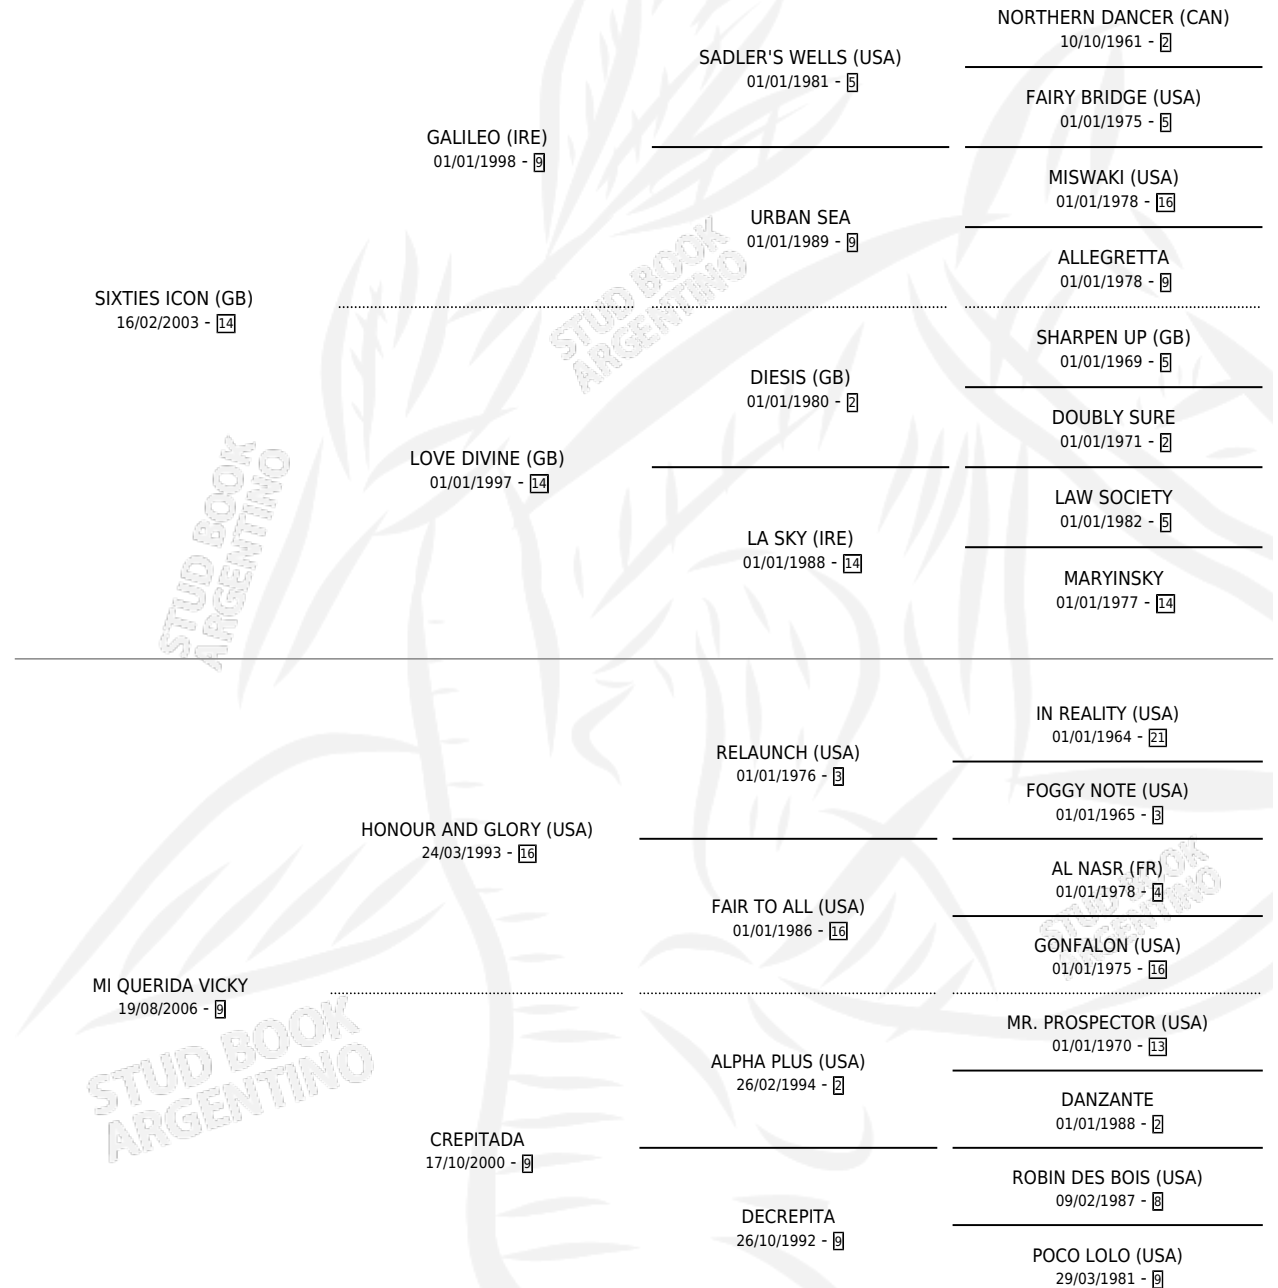 NORTHERN DANCER (CAN)
10/10/1961 - 2
SADLER'S WELLS (USA)
01/01/1981 - 5
FAIRY BRIDGE (USA)
01/01/1975 - 5
GALILEO (IRE)
01/01/1998 - 9
MISWAKI (USA)
01/01/1978 - 16
URBAN SEA
01/01/1989 - 9
ALLEGRETTA
01/01/1978 - 9
SIXTIES ICON (GB)
16/02/2003 - 14
STUD BOOK
ARGENTINO
SHARPEN UP (GB)
01/01/1969 - 5
DIESIS (GB)
01/01/1980 - 2
DOUBLY SURE
01/01/1971 - 2
LOVE DIVINE (GB)
01/01/1997 - 14
LAW SOCIETY
01/01/1982 - 5
LA SKY (IRE)
01/01/1988 - 14
MARYINSKY
01/01/1977 - 14
STUD BOOK
ARGENTINO
IN REALITY (USA)
01/01/1964 - 21
RELAUNCH (USA)
01/01/1976 - 3
FOGGY NOTE (USA)
01/01/1965 - 3
HONOUR AND GLORY (USA)
24/03/1993 - 16
AL NASR (FR)
01/01/1978 - 4
FAIR TO ALL (USA)
01/01/1986 - 16
GONFALON (USA)
01/01/1975 - 16
STUD BOOK
ARGENTINO
MI QUERIDA VICKY
19/08/2006 - 9
STUD BOOK
ARGENTINO
MR. PROSPECTOR (USA)
01/01/1970 - 13
ALPHA PLUS (USA)
26/02/1994 - 2
DANZANTE
01/01/1988 - 2
CREPITADA
17/10/2000 - 9
ROBIN DES BOIS (USA)
09/02/1987 - 8
DECREPITA
26/10/1992 - 9
POCO LOLO (USA)
29/03/1981 - 9